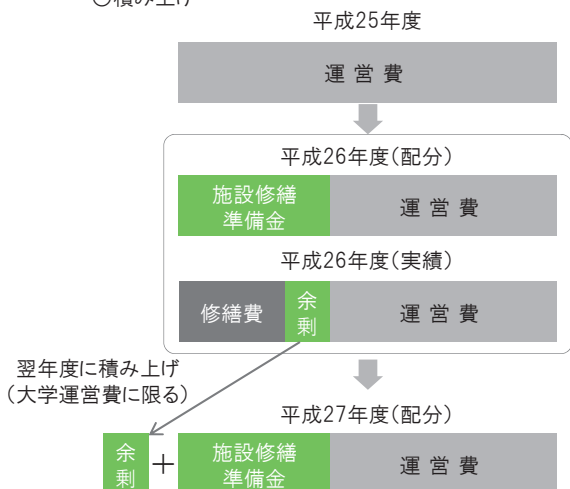 〇積み上げ
平成25年度
運営費
平成26年度(配分)
施設修繕
準備金
運営費
平成26年度(実績)
修繕費
余
剰
運営費
翌年度に積み上げ
(大学運営費に限る)
平成27年度(配分)
余
剰
+
施設修繕
準備金
運営費